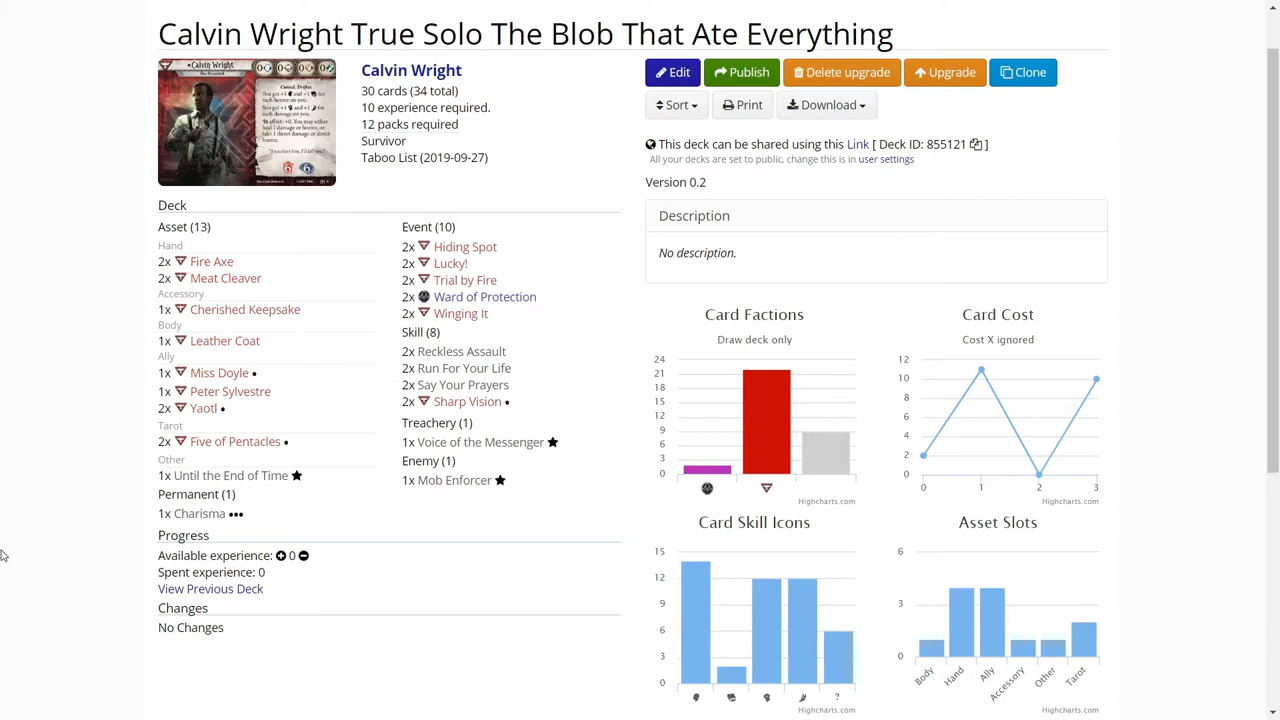 Calvin Wright True Solo The Blob That Ate Everything
Calvin Wright
Calvin Wright
30 cards (34 total)
10 experience required.
12 packs required
Survivor
Taboo List (2019-09-27)
Edit
Publish
Delete upgrade
Upgrade
Clone
Sort
Print
Download
This deck can be shared using this Link [ Deck ID: 855121 ]
All your decks are set to public, change this in user settings
Version 0.2
Description
No description.
Deck
Asset (13)
Hand
2x Fire Axe
2x Meat Cleaver
Accessory
1x Cherished Keepsake
Body
1x Leather Coat
Ally
1x Miss Doyle •
1x Peter Sylvestre
2x Yaotl •
Tarot
2x Five of Pentacles •
Other
1x Until the End of Time ★
Permanent (1)
1x Charisma •••
Event (10)
2x Hiding Spot
2x Lucky!
2x Trial by Fire
2x Ward of Protection
2x Winging It
Skill (8)
2x Reckless Assault
2x Run For Your Life
2x Say Your Prayers
2x Sharp Vision •
Treachery (1)
1x Voice of the Messenger ★
Enemy (1)
1x Mob Enforcer ★
Progress
Available experience: 0
Spent experience: 0
View Previous Deck
Changes
No Changes
Card Factions
Draw deck only
24
21
18
15
12
9
6
3
0
Highcharts.com
Card Cost
Cost X ignored
12
10
8
6
4
2
0
0 1 2 3
Highcharts.com
Card Skill Icons
15
12
9
6
3
0
?
Highcharts.com
Asset Slots
6
3
0
Body Hand Ally Accessory Other Tarot
Highcharts.com